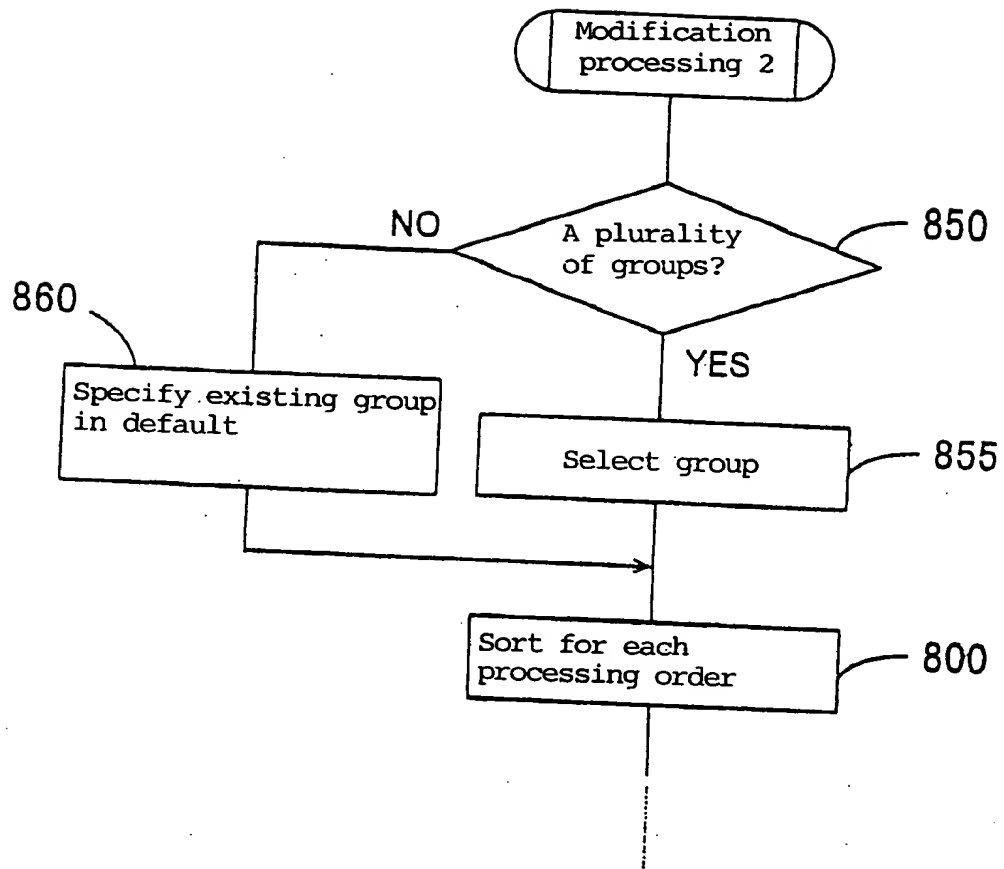 Modification
processing 2
NO
A plurality
of groups?
850
860
YES
Specify existing group
in default
Select group
855
Sort for each
processing order
800